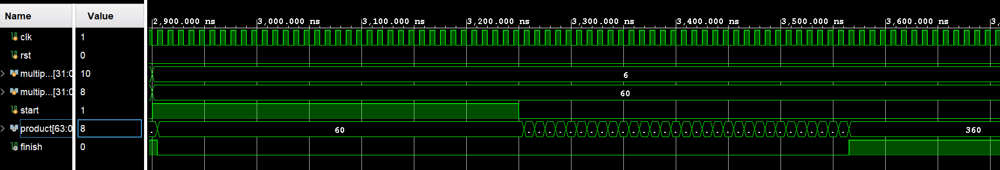 Name Value
2,900.000 ns 3,000.000 ns 3,100.000 ns 3,200.000 ns 3,300.000 ns 3,400.000 ns 3,500.000 ns 3,600.000 ns 3,
clk 1
rst 0
multip...[31:0 10 6
multip...[31:0 8 60
start 1
product[63:0 8 60 360
finish 0